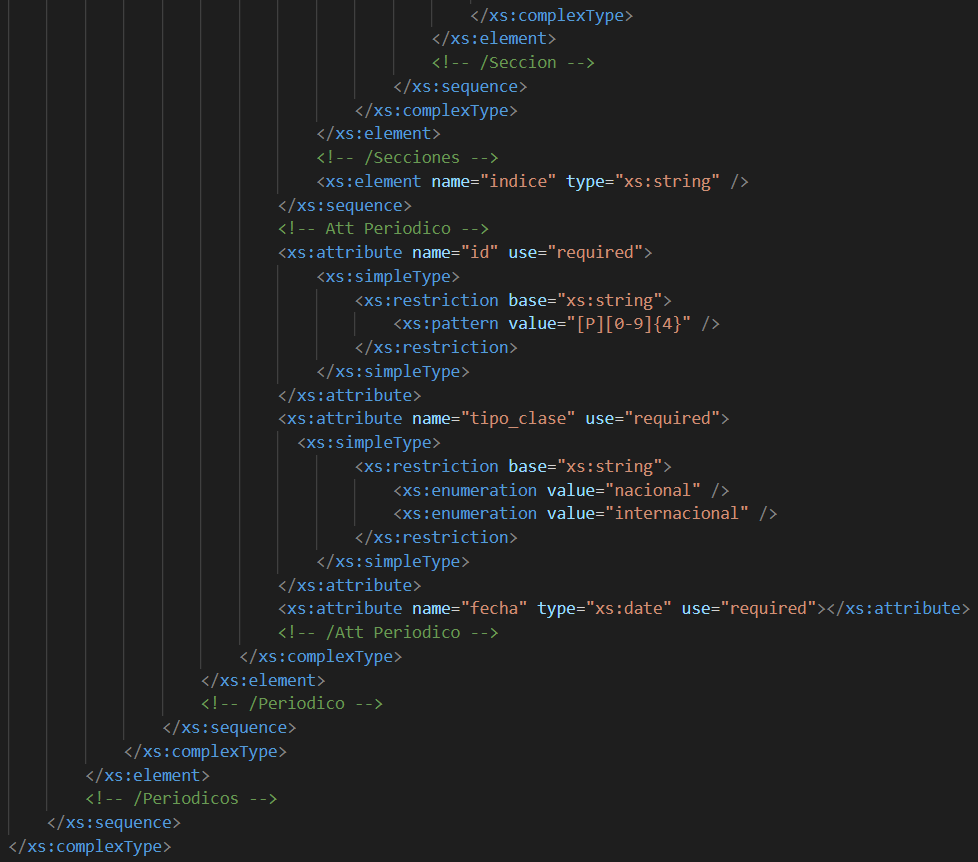 </xs:complexType>
</xs:element>
<!-- /Seccion -->
</xs:sequence>
</xs:complexType>
</xs:element>
<!-- /Secciones -->
<xs:element name="indice" type="xs:string" />
</xs:sequence>
<!-- Att Periodico -->
<xs:attribute name="id" use="required">
<xs:simpleType>
<xs:restriction base="xs:string">
<xs:pattern value="[P][0-9]{4}" />
</xs:restriction>
</xs:simpleType>
</xs:attribute>
<xs:attribute name="tipo_clase" use="required">
<xs:simpleType>
<xs:restriction base="xs:string">
<xs:enumeration value="nacional" />
<xs:enumeration value="internacional" />
</xs:restriction>
</xs:simpleType>
</xs:attribute>
<xs:attribute name="fecha" type="xs:date" use="required"></xs:attribute>
<!-- /Att Periodico -->
</xs:complexType>
</xs:element>
<!-- /Periodico -->
</xs:sequence>
</xs:complexType>
</xs:element>
<!-- /Periodicos -->
</xs:sequence>
</xs:complexType>